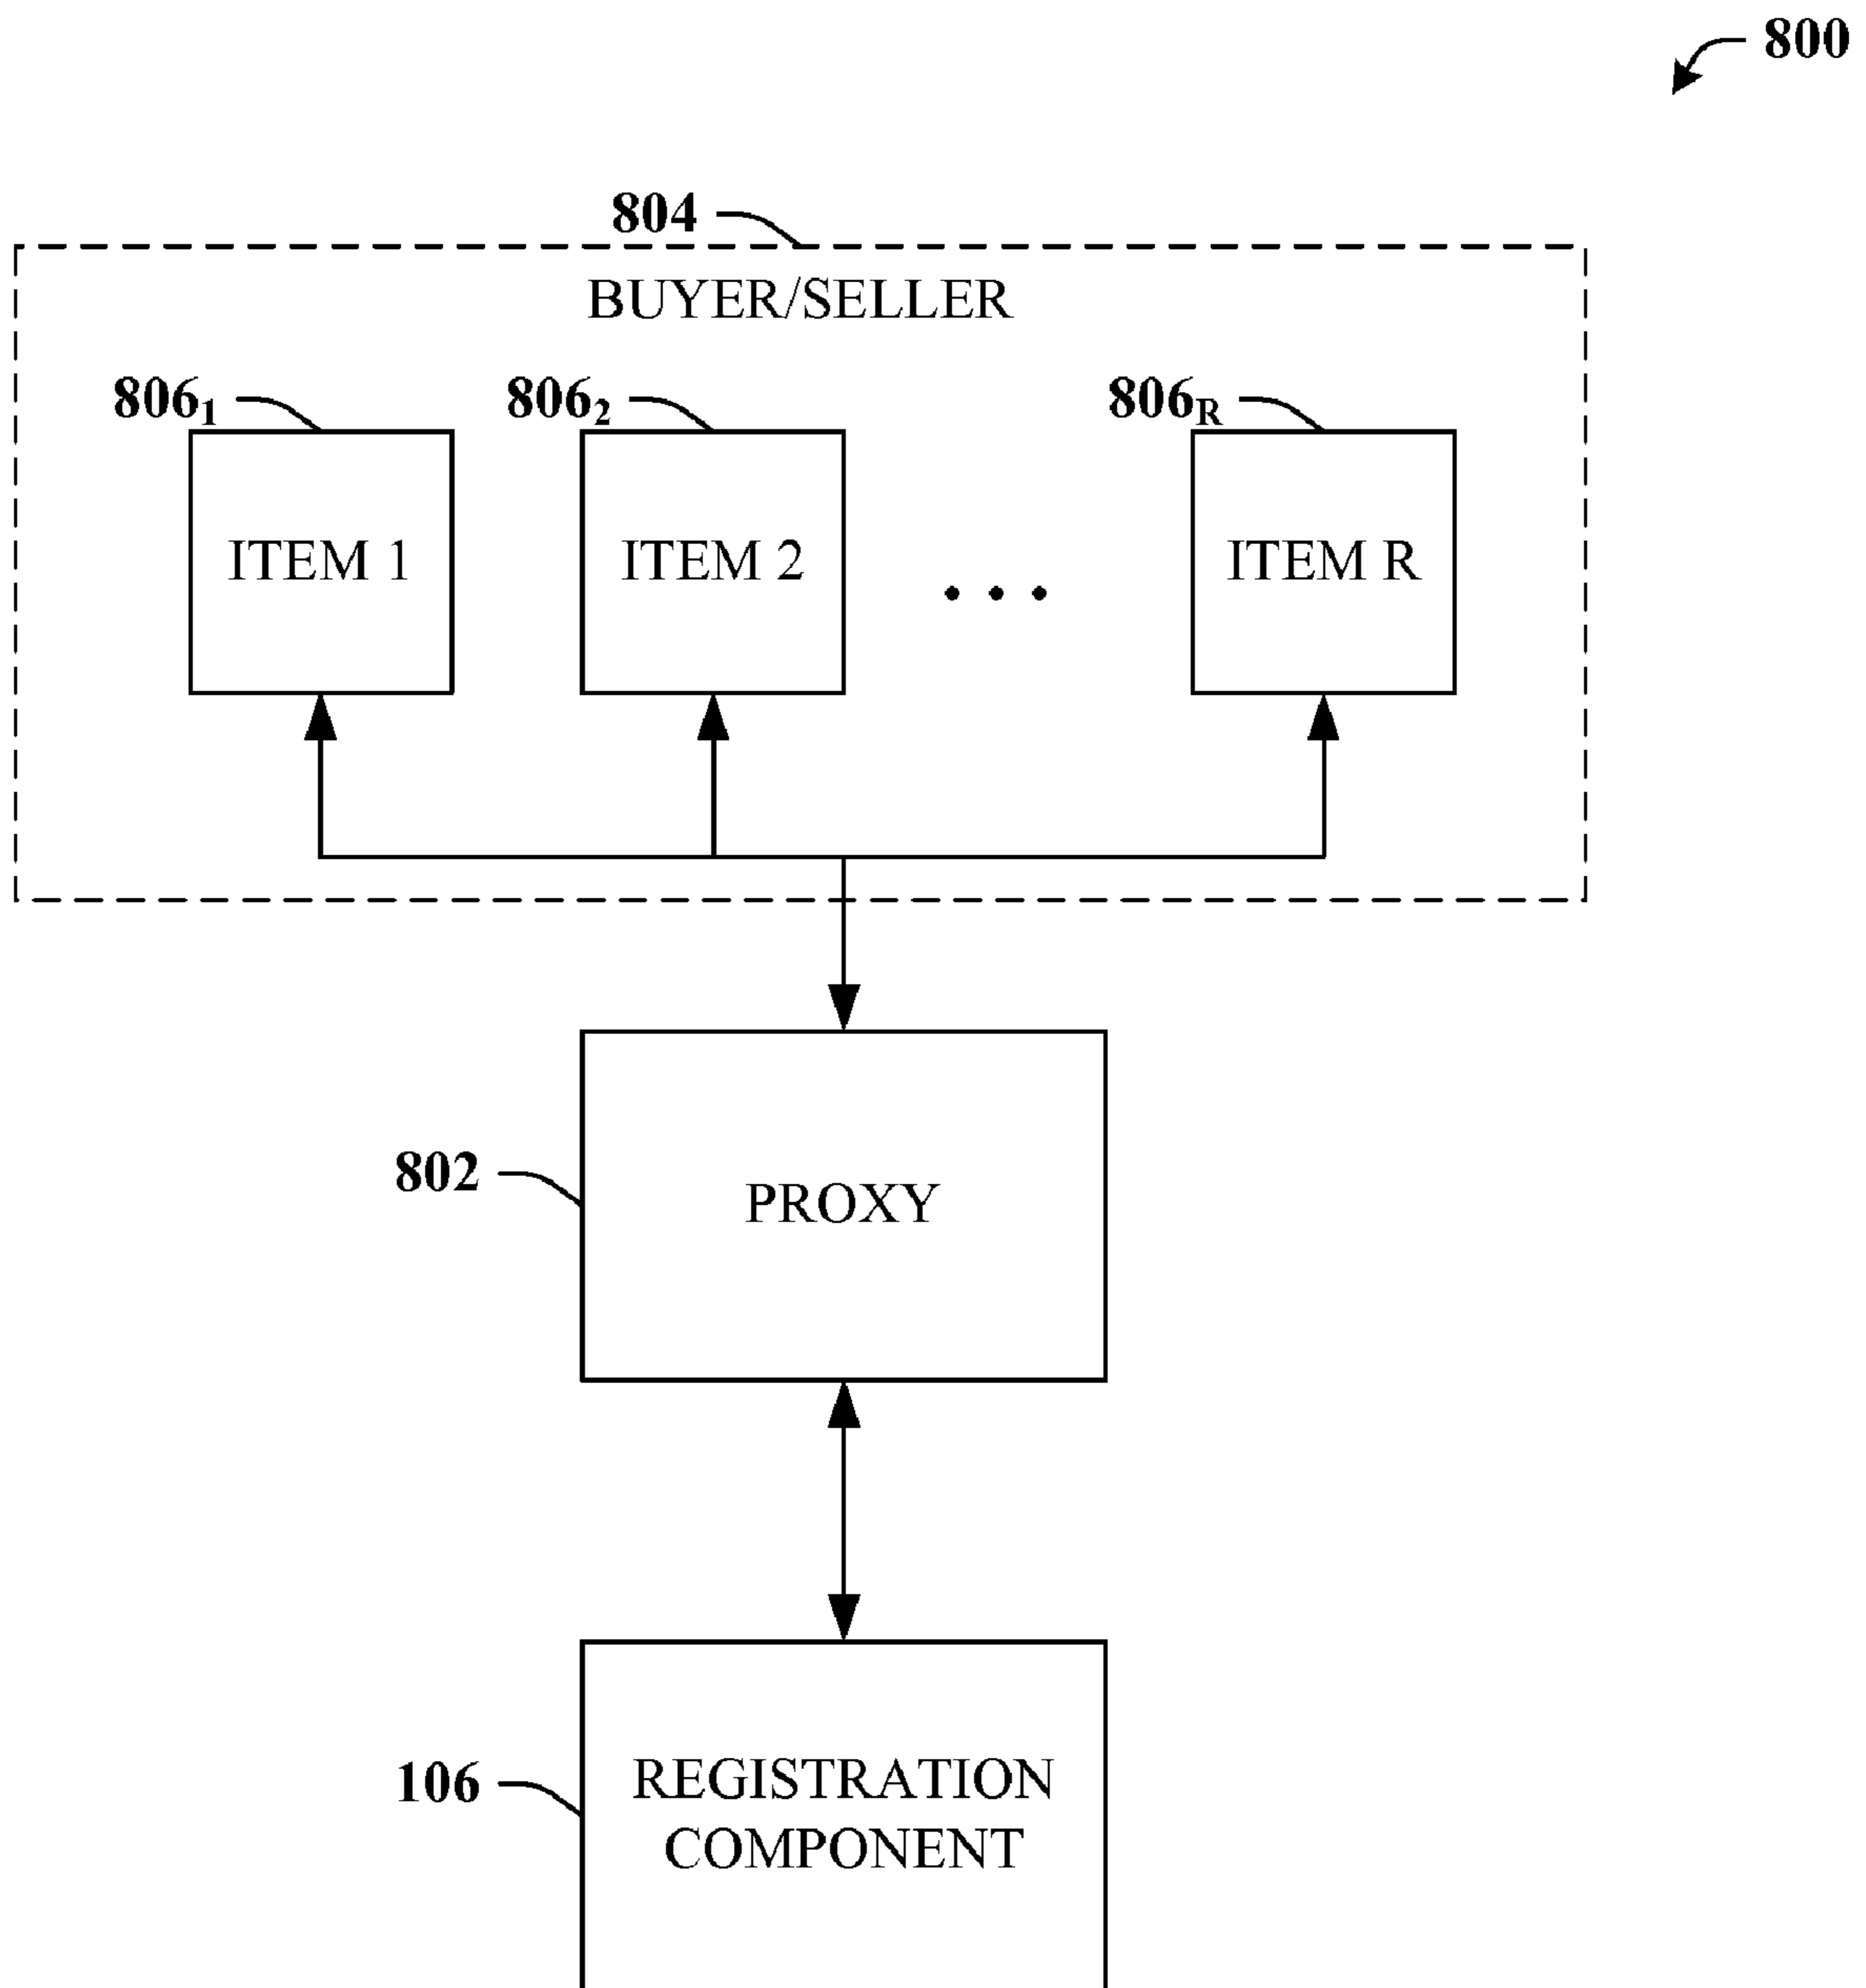 800
804
BUYER/SELLER
806₁ 806₂ 806R
ITEM 1 ITEM 2 . . . ITEM R
802
PROXY
106
REGISTRATION
COMPONENT